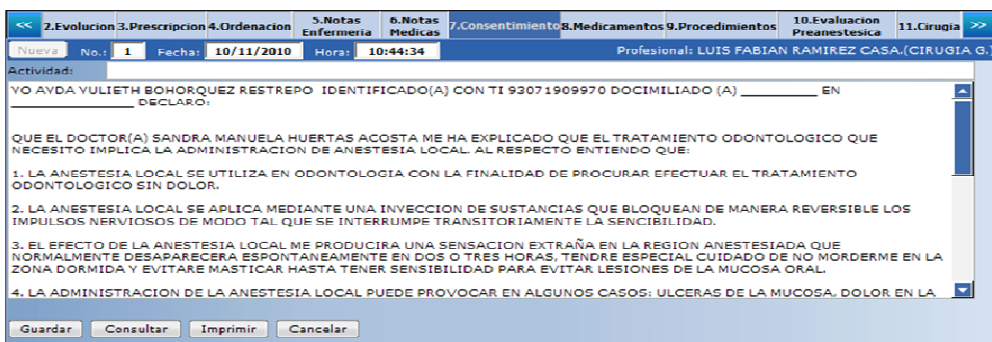 << 2.Evolucion 3.Prescripcion 4.Ordenacion 5.Notas Enfermeria 6.Notas Medicas 7.Consentimiento 8.Medicamentos 9.Procedimientos 10.Evaluacion Preanestesica 11.Cirugia >>
Nueva No.: 1 Fecha: 10/11/2010 Hora: 10:44:34 Profesional: LUIS FABIAN RAMIREZ CASA.(CIRUGIA G.)
Actividad:
YO AYDA YULIETH BOHORQUEZ RESTREPO IDENTIFICADO(A) CON TI 93071909970 DOCIMILIADO (A) _________ EN
______________ DECLARO:
QUE EL DOCTOR(A) SANDRA MANUELA HUERTAS ACOSTA ME HA EXPLICADO QUE EL TRATAMIENTO ODONTOLOGICO QUE
NECESITO IMPLICA LA ADMINISTRACION DE ANESTESIA LOCAL. AL RESPECTO ENTIENDO QUE:
1. LA ANESTESIA LOCAL SE UTILIZA EN ODONTOLOGIA CON LA FINALIDAD DE PROCURAR EFECTUAR EL TRATAMIENTO
ODONTOLOGICO SIN DOLOR.
2. LA ANESTESIA LOCAL SE APLICA MEDIANTE UNA INYECCION DE SUSTANCIAS QUE BLOQUEAN DE MANERA REVERSIBLE LOS
IMPULSOS NERVIOSOS DE MODO TAL QUE SE INTERRUMPE TRANSITORIAMENTE LA SENCIBILIDAD.
3. EL EFECTO DE LA ANESTESIA LOCAL ME PRODUCIRA UNA SENSACION EXTRAÑA EN LA REGION ANESTESIADA QUE
NORMALMENTE DESAPARECERA ESPONTANEAMENTE EN DOS O TRES HORAS, TENDRE ESPECIAL CUIDADO DE NO MORDERME EN LA
ZONA DORMIDA Y EVITARE MASTICAR HASTA TENER SENSIBILIDAD PARA EVITAR LESIONES DE LA MUCOSA ORAL.
4. LA ADMINISTRACION DE LA ANESTESIA LOCAL PUEDE PROVOCAR EN ALGUNOS CASOS: ULCERAS DE LA MUCOSA, DOLOR EN LA
Guardar Consultar Imprimir Cancelar